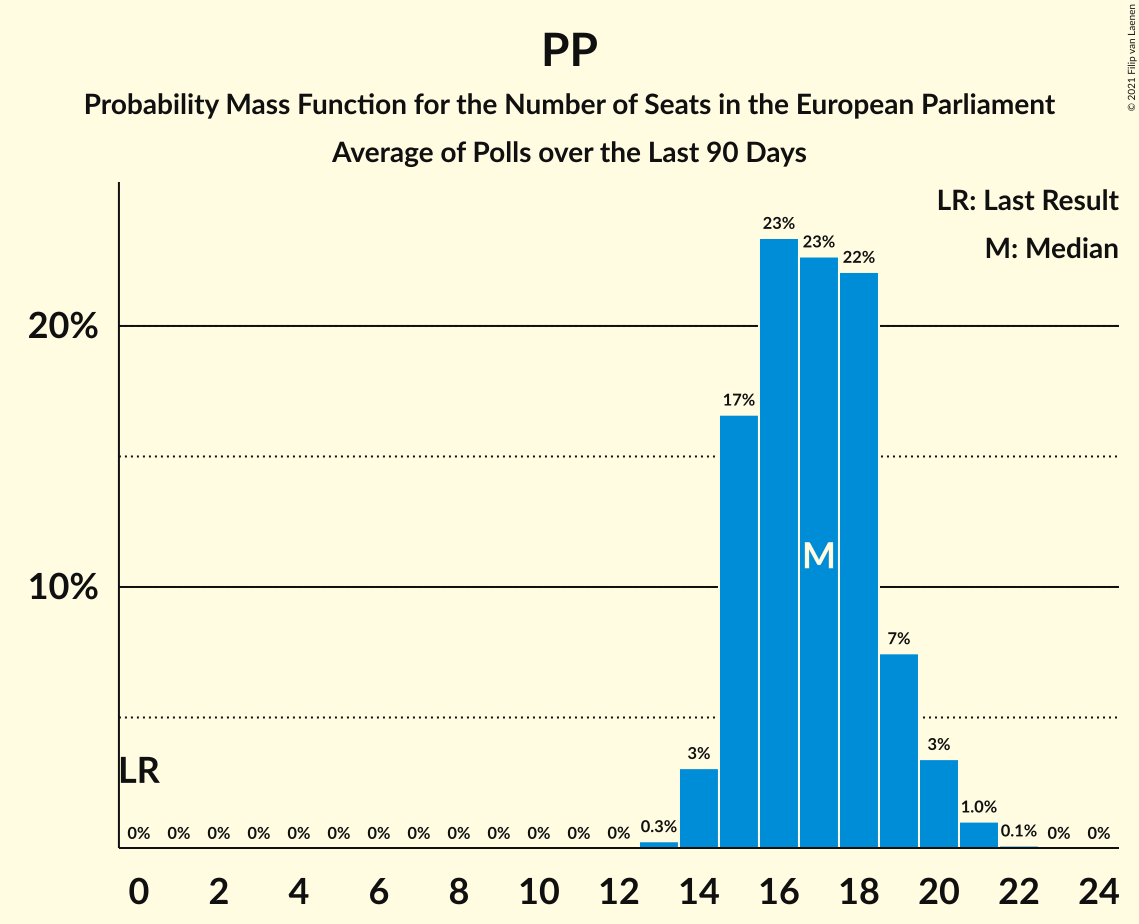 PP
Probability Mass Function for the Number of Seats in the European Parliament
Average of Polls over the Last 90 Days
© 2021 Filip van Laenen
LR: Last Result
M: Median
20%
10%
LR
M
0% 0% 0% 0% 0% 0% 0% 0% 0% 0% 0% 0% 0% 0.3% 3% 17% 23% 23% 22% 7% 3% 1.0% 0.1% 0% 0%
0 2 4 6 8 10 12 14 16 18 20 22 24